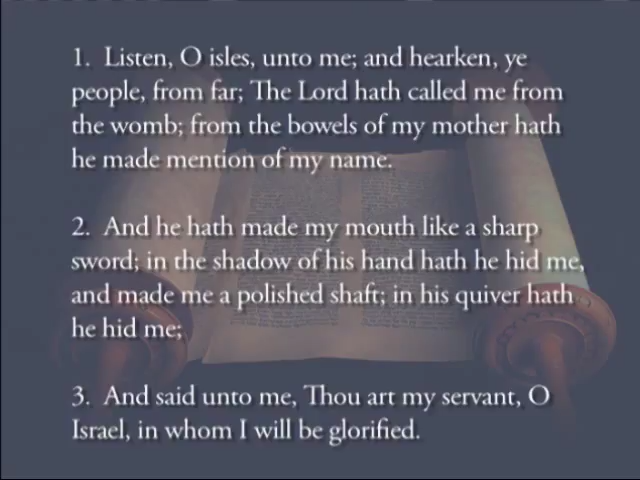 1. Listen, O isles, unto me; and hearken, ye
people, from far; The Lord hath called me from
the womb; from the bowels of my mother hath
he made mention of my name.
2. And he hath made my mouth like a sharp
sword; in the shadow of his hand hath he hid me,
and made me a polished shaft; in his quiver hath
he hid me;
3. And said unto me, Thou art my servant, O
Israel, in whom I will be glorified.